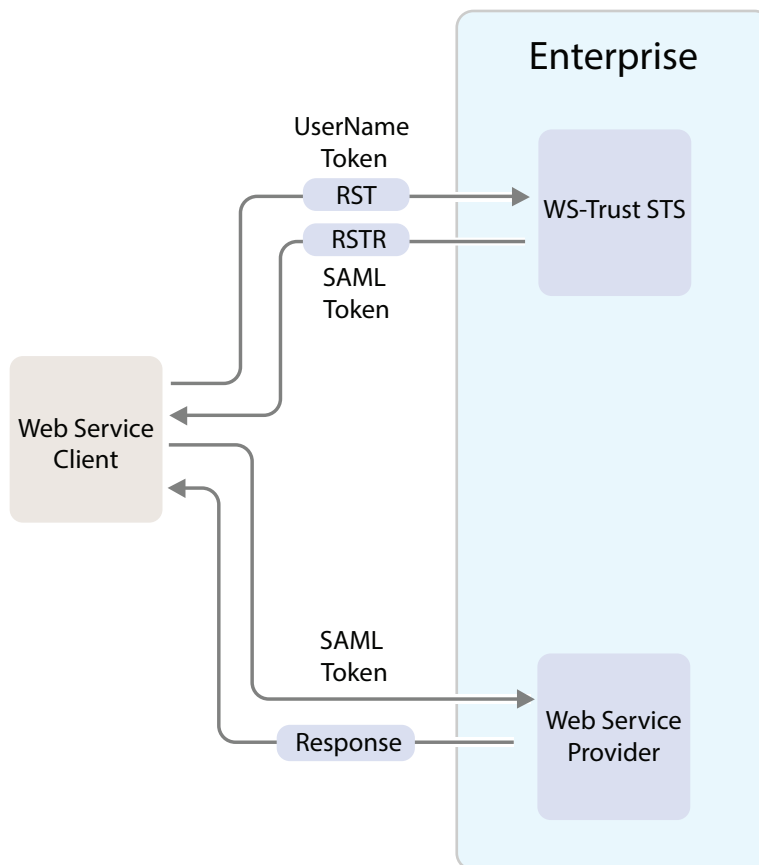 Enterprise
UserName
Token
RST
WS-Trust STS
RSTR
SAML
Token
Web Service
Client
SAML
Token
Web Service
Provider
Response